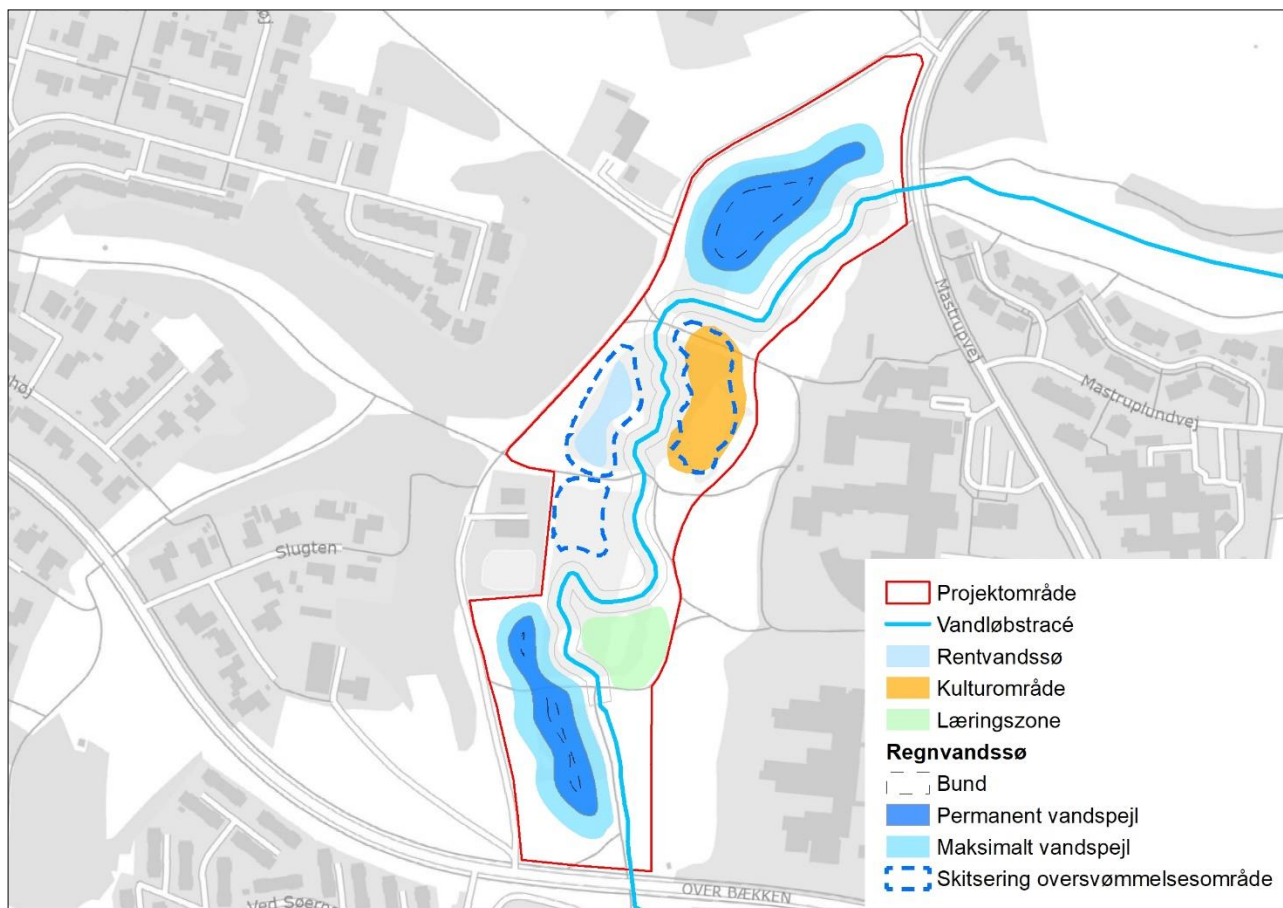 Mastrupvej
Mastruplundvej
Slugten
OVER BÆKKEN
Projektområde
Vandløbstracé
Rentvandssø
Kulturområde
Læringszone
Regnvandssø
Bund
Permanent vandspejl
Maksimalt vandspejl
Skitsering oversvømmelsesområde